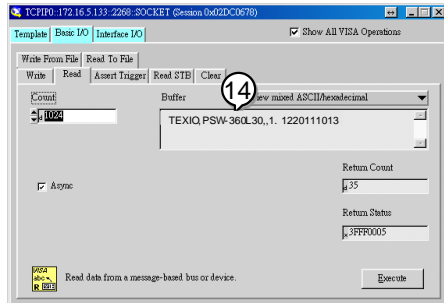 TCPIP0::172.16.5.133::2268::SOCKET (Session 0x02DC0678)
Template Basic I/O Interface I/O Show All VISA Operations
Write From File Read To File
Write Read Assert Trigger Read STB Clear
14
Count Buffer ew mixed ASCII/hexadecimal
d 1024 TEXIO, PSW-360L30,,1. 1220111013
Return Count
Async d 35
Return Status
x 3FFF0005
VISA
abc
R Read data from a message-based bus or device. Execute